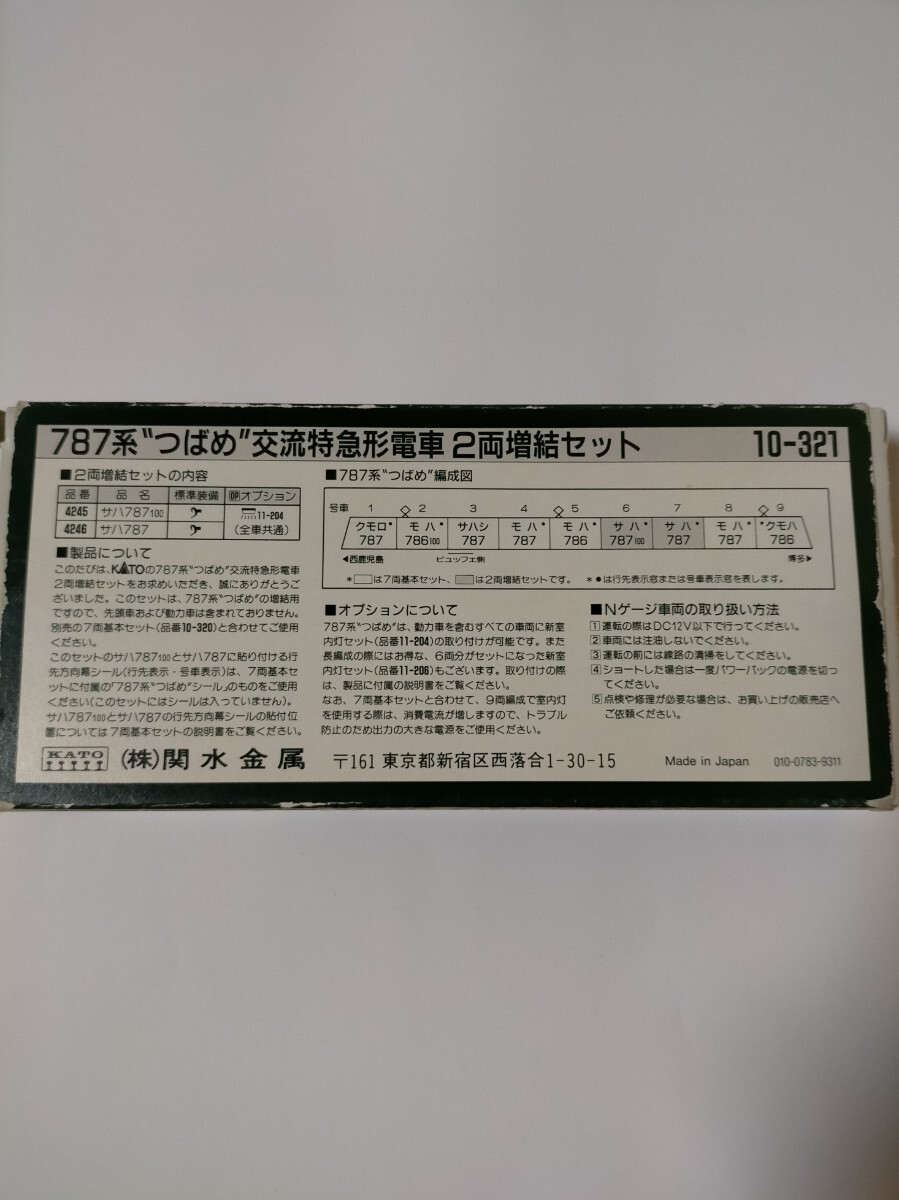 787系“つばめ”交流特急形電車 2両増結セット 10-321
■2両増結セットの内容
品番 品名 標準装備 OPオプション
4245 サハ787100 11-204
4246 サハ787 (全車共通)
■製品について
このたびは、KATOの787系“つばめ”交流特急形電車
2両増結セットをお求めいただき、誠にありがとうご
ざいました。このセットは、787系“つばめ”の増結用
ですので、先頭車および動力車は含まれておりません。
別売の7両基本セット(品番10-320)と合わせてご使用
ください。
このセットのサハ787100とサハ787に貼り付ける行
先方向幕シール(行先表示・号車表示)は、7両基本セ
ットに付属の「787系“つばめ”シール」のものをご使用
ください(このセットにはシールは入っていません)。
サハ787100とサハ787の行先方向幕シールの貼付位
置については7両基本セットの説明書をご覧ください。
■787系“つばめ”編成図
号車 1 ◇ 2 3 4 ◇ 5 6 7 8 ◇ 9
クモロ* モハ* サハシ モハ* モハ* サハ* サハ* モハ* *クモハ
787 786100 787 787 786 787100 787 787 786
◀西鹿児島 ビュッフェ側 博多▶
*□は7両基本セット、□は2両増結セットです。 * ●は行先表示窓または号車表示窓を表します。
■オプションについて
787系“つばめ”は、動力車を含むすべての車両に新室
内灯セット(品番11-204)の取り付けが可能です。また
長編成の際にはお得な、6両分がセットになった新室
内灯セット(品番11-206)もございます。取り付けの際
は、製品に付属の説明書をご覧ください。
なお、7両基本セットと合わせて、9両編成で室内灯
を使用する際は、消費電流が増しますので、トラブル
防止のため出力の大きな電源をご使用ください。
■Nゲージ車両の取り扱い方法
1 運転の際はDC12V以下で行ってください。
2 車両には注油しないでください。
3 運転の前には線路の清掃をしてください。
4 ショートした場合は一度パワーパックの電源を切っ
てください。
5 点検や修理が必要な場合は、お買い上げの販売店へ
ご依頼ください。
KATO (株)関水金属 〒161 東京都新宿区西落合1-30-15 Made in Japan 010-0783-9311